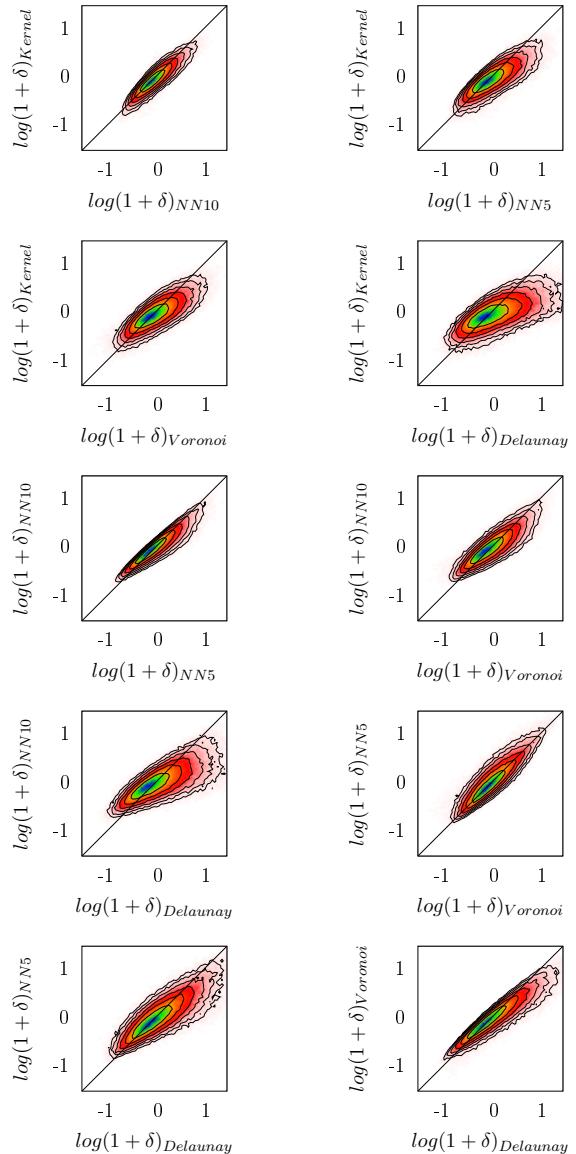 log(1 + δ)Kernel
1
0
-1
-1 0 1
log(1 + δ)NN10
log(1 + δ)Kernel
1
0
-1
-1 0 1
log(1 + δ)NN5
log(1 + δ)Kernel
1
0
-1
-1 0 1
log(1 + δ)Voronoi
log(1 + δ)Kernel
1
0
-1
-1 0 1
log(1 + δ)Delaunay
log(1 + δ)NN10
1
0
-1
-1 0 1
log(1 + δ)NN5
log(1 + δ)NN10
1
0
-1
-1 0 1
log(1 + δ)Voronoi
log(1 + δ)NN10
1
0
-1
-1 0 1
log(1 + δ)Delaunay
log(1 + δ)NN5
1
0
-1
-1 0 1
log(1 + δ)Voronoi
log(1 + δ)NN5
1
0
-1
-1 0 1
log(1 + δ)Delaunay
log(1 + δ)Voronoi
1
0
-1
-1 0 1
log(1 + δ)Delaunay